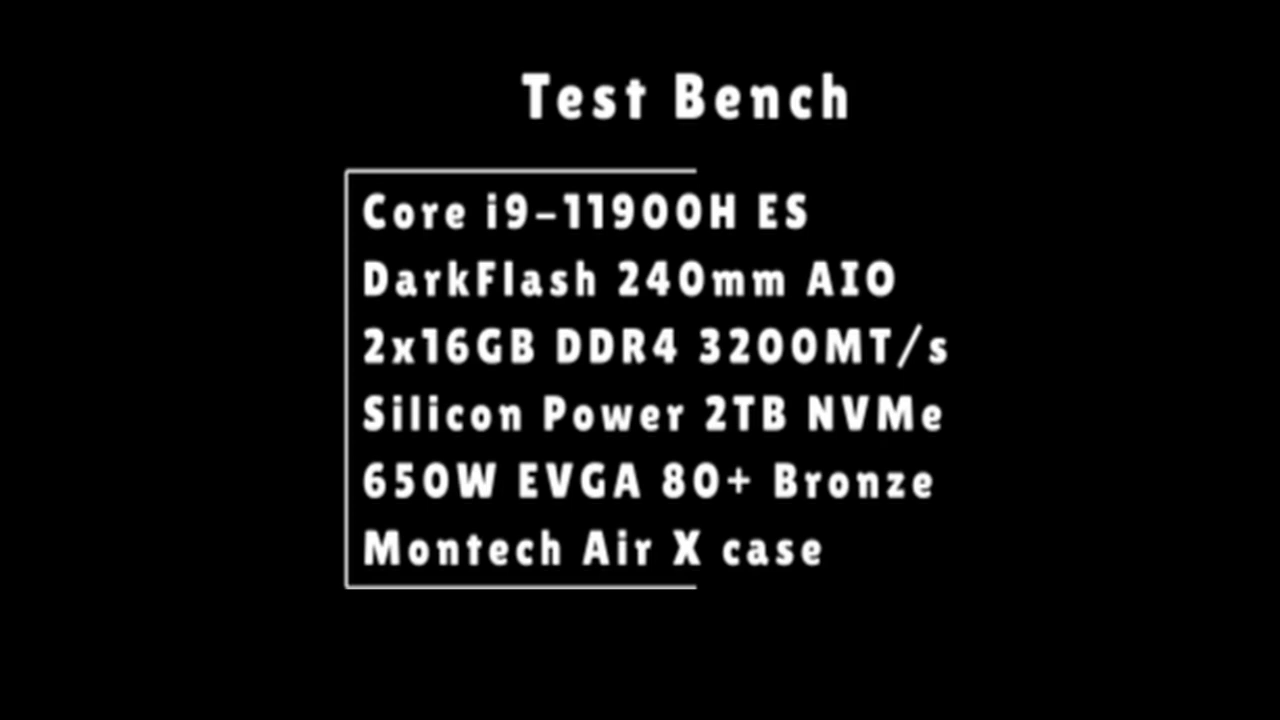 Test Bench
Core i9-11900H ES
DarkFlash 240mm AIO
2x16GB DDR4 3200MT/s
Silicon Power 2TB NVMe
650W EVGA 80+ Bronze
Montech Air X case